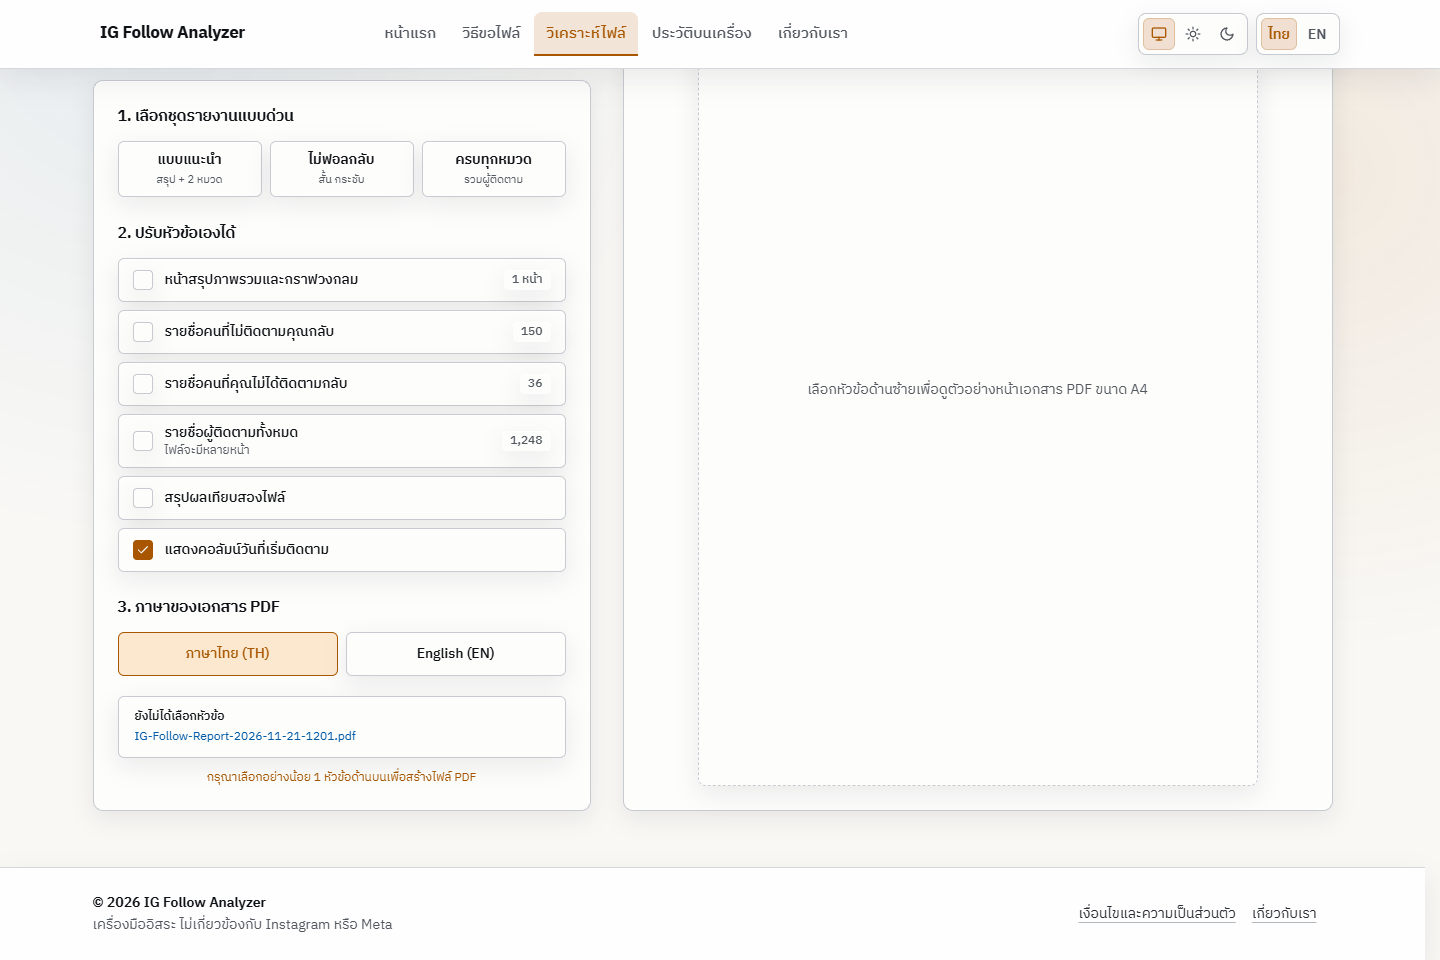 IG Follow Analyzer
หน้าแรก
วิธีขอไฟล์
วิเคราะห์ไฟล์
ประวัติบนเครื่อง
เกี่ยวกับเรา
ไทย
EN
1. เลือกชุดรายงานแบบด่วน
แบบแนะนำ
สรุป + 2 หมวด
ไม่ฟอลกลับ
สั้น กระชับ
ครบทุกหมวด
รวมผู้ติดตาม
2. ปรับหัวข้อเองได้
หน้าสรุปภาพรวมและกราฟวงกลม
1 หน้า
รายชื่อคนที่ไม่ติดตามคุณกลับ
150
รายชื่อคนที่คุณไม่ได้ติดตามกลับ
36
รายชื่อผู้ติดตามทั้งหมด
ไฟล์จะมีหลายหน้า
1,248
สรุปผลเทียบสองไฟล์
แสดงคอลัมน์วันที่เริ่มติดตาม
3. ภาษาของเอกสาร PDF
ภาษาไทย (TH)
English (EN)
ยังไม่ได้เลือกหัวข้อ
IG-Follow-Report-2026-11-21-1201.pdf
กรุณาเลือกอย่างน้อย 1 หัวข้อด้านบนเพื่อสร้างไฟล์ PDF
เลือกหัวข้อด้านซ้ายเพื่อดูตัวอย่างหน้าเอกสาร PDF ขนาด A4
© 2026 IG Follow Analyzer
เครื่องมืออิสระ ไม่เกี่ยวข้องกับ Instagram หรือ Meta
เงื่อนไขและความเป็นส่วนตัว
เกี่ยวกับเรา